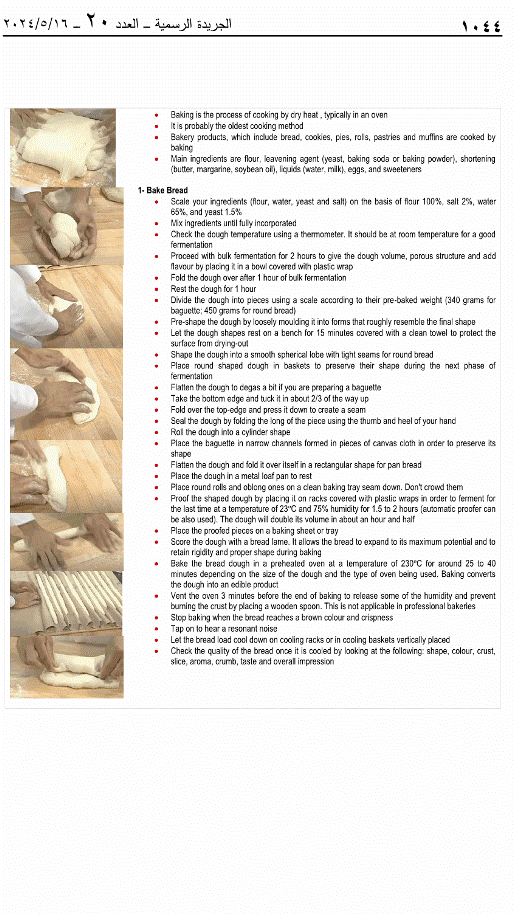 ١٠٤٤
الجريدة الرسمية – العدد ٢٠ – ٢٠٢٤/٥/١٦
• Baking is the process of cooking by dry heat , typically in an oven
• It is probably the oldest cooking method
• Bakery products, which include bread, cookies, pies, rolls, pastries and muffins are cooked by
baking
• Main ingredients are flour, leavening agent (yeast, baking soda or baking powder), shortening
(butter, margarine, soybean oil), liquids (water, milk), eggs, and sweeteners
1- Bake Bread
• Scale your ingredients (flour, water, yeast and salt) on the basis of flour 100%, salt 2%, water
65%, and yeast 1.5%
• Mix ingredients until fully incorporated
• Check the dough temperature using a thermometer. It should be at room temperature for a good
fermentation
• Proceed with bulk fermentation for 2 hours to give the dough volume, porous structure and add
flavour by placing it in a bowl covered with plastic wrap
• Fold the dough over after 1 hour of bulk fermentation
• Rest the dough for 1 hour
• Divide the dough into pieces using a scale according to their pre-baked weight (340 grams for
baguette; 450 grams for round bread)
• Pre-shape the dough by loosely moulding it into forms that roughly resemble the final shape
• Let the dough shapes rest on a bench for 15 minutes covered with a clean towel to protect the
surface from drying-out
• Shape the dough into a smooth spherical lobe with tight seams for round bread
• Place round shaped dough in baskets to preserve their shape during the next phase of
fermentation
• Flatten the dough to degas a bit if you are preparing a baguette
• Take the bottom edge and tuck it in about 2/3 of the way up
• Fold over the top-edge and press it down to create a seam
• Seal the dough by folding the long of the piece using the thumb and heel of your hand
• Roll the dough into a cylinder shape
• Place the baguette in narrow channels formed in pieces of canvas cloth in order to preserve its
shape
• Flatten the dough and fold it over itself in a rectangular shape for pan bread
• Place the dough in a metal loaf pan to rest
• Place round rolls and oblong ones on a clean baking tray seam down. Don't crowd them
• Proof the shaped dough by placing it on racks covered with plastic wraps in order to ferment for
the last time at a temperature of 23°C and 75% humidity for 1.5 to 2 hours (automatic proofer can
be also used). The dough will double its volume in about an hour and half
• Place the proofed pieces on a baking sheet or tray
• Score the dough with a bread lame. It allows the bread to expand to its maximum potential and to
retain rigidity and proper shape during baking
• Bake the bread dough in a preheated oven at a temperature of 230°C for around 25 to 40
minutes depending on the size of the dough and the type of oven being used. Baking converts
the dough into an edible product
• Vent the oven 3 minutes before the end of baking to release some of the humidity and prevent
burning the crust by placing a wooden spoon. This is not applicable in professional bakeries
• Stop baking when the bread reaches a brown colour and crispness
• Tap on to hear a resonant noise
• Let the bread load cool down on cooling racks or in cooling baskets vertically placed
• Check the quality of the bread once it is cooled by looking at the following: shape, colour, crust,
slice, aroma, crumb, taste and overall impression